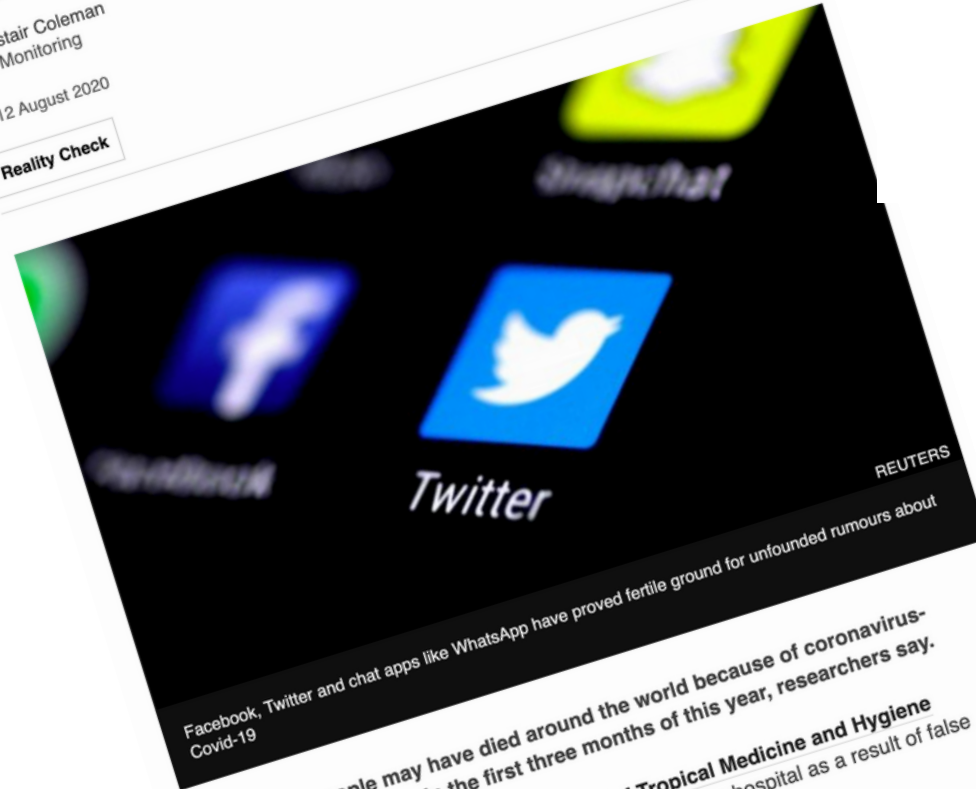 stair Coleman
Monitoring
12 August 2020
Reality Check
Snapchat
Facebook
Twitter
REUTERS
Facebook, Twitter and chat apps like WhatsApp have proved fertile ground for unfounded rumours about
Covid-19
may have died around the world because of coronavirus-
the first three months of this year, researchers say.
Tropical Medicine and Hygiene
hospital as a result of false